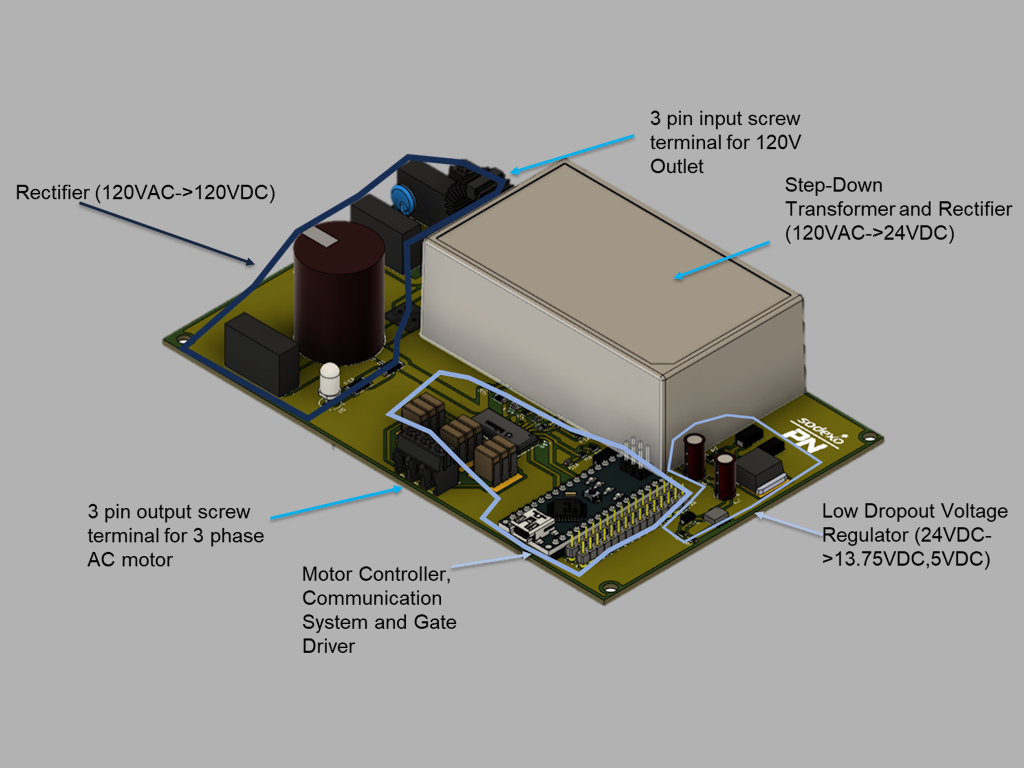 3 pin input screw
terminal for 120V
Outlet
Step-Down
Transformer and Rectifier
(120VAC->24VDC)
Rectifier (120VAC->120VDC)
sodexo
PN
3 pin output screw
terminal for 3 phase
AC motor
Low Dropout Voltage
Regulator (24VDC-
>13.75VDC,5VDC)
Motor Controller,
Communication
System and Gate
Driver